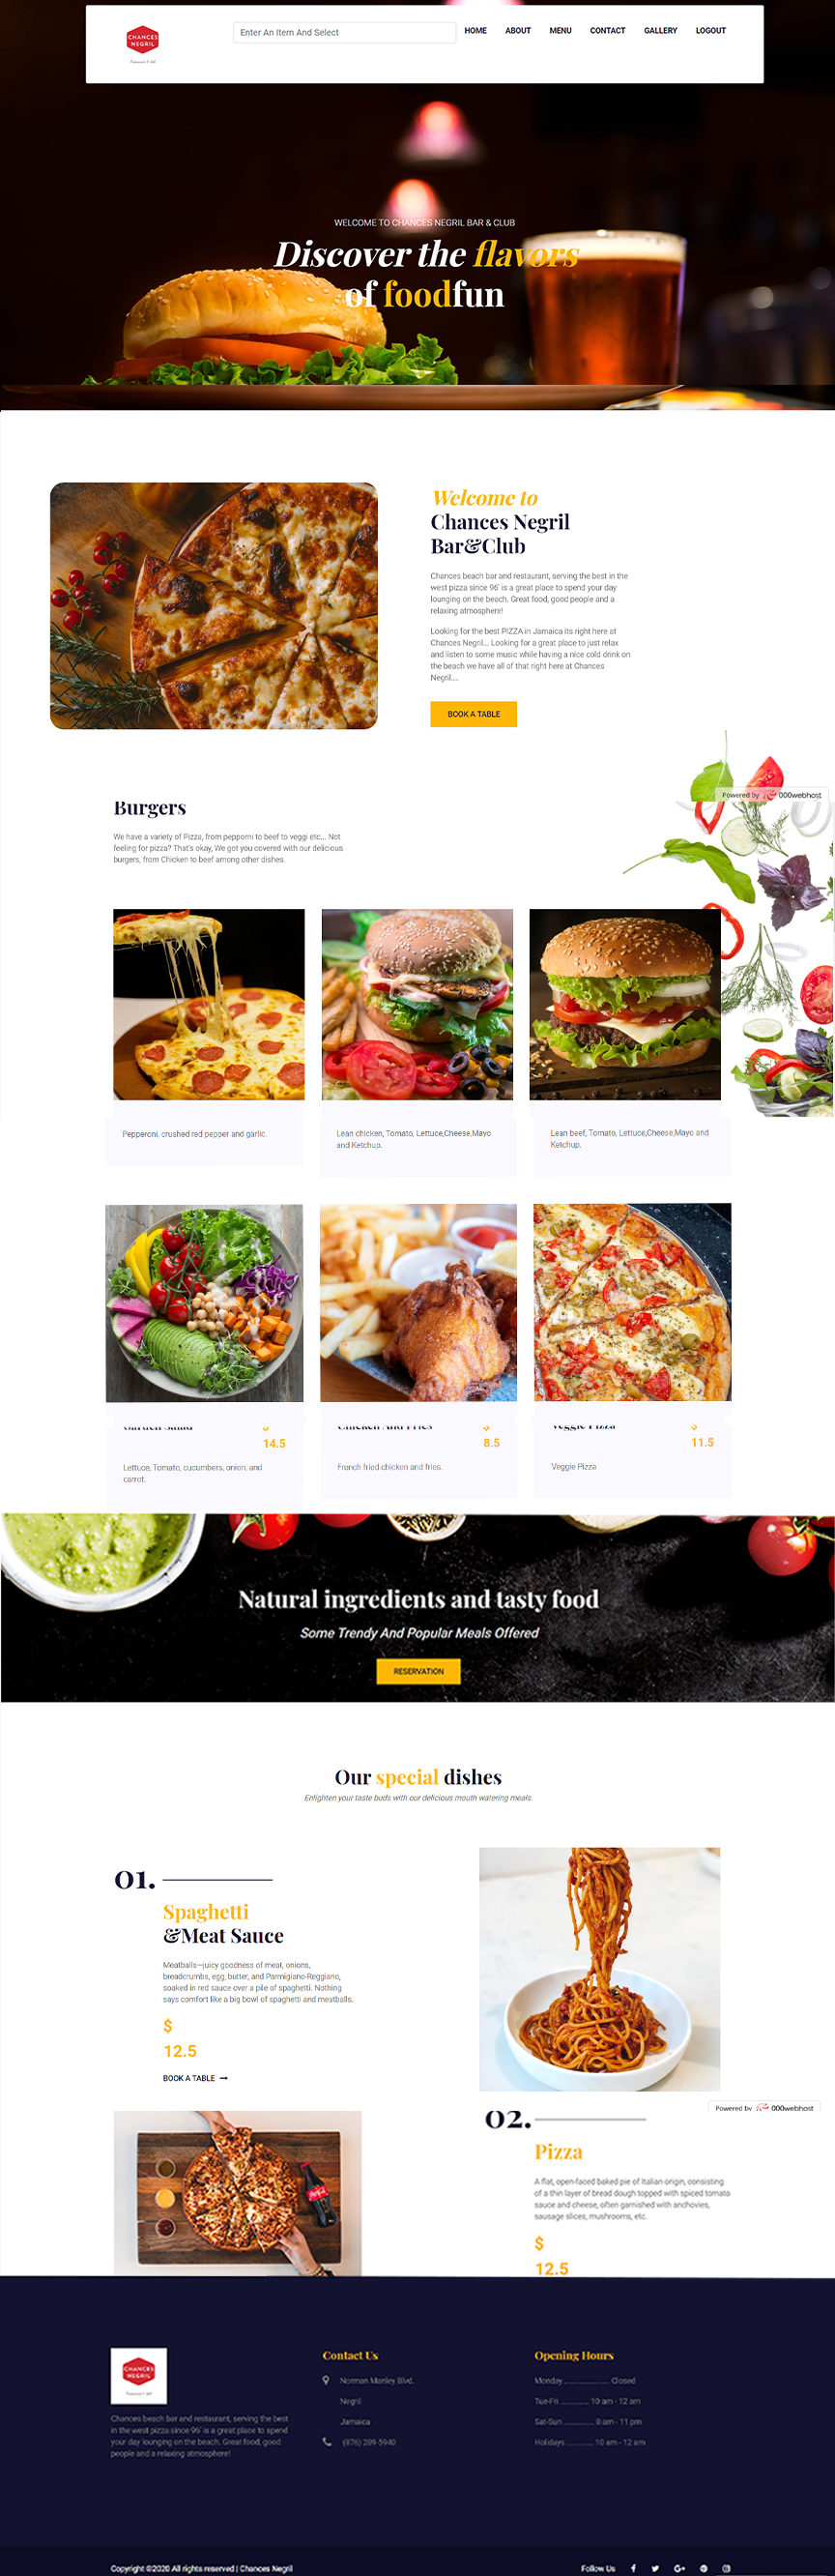 CHANCES
NEGRIL
Enter An Item And Select
HOME
ABOUT
MENU
CONTACT
GALLERY
LOGOUT
WELCOME TO CHANCES NEGRIL BAR & CLUB
Discover the flavors
of foodfun
Welcome to
Chances Negril
Bar&Club
Chances beach bar and restaurant, serving the best in the
west pizza since 96' is a great place to spend your day
lounging on the beach. Great food, good people and a
relaxing atmosphere!
Looking for the best PIZZA in Jamaica its right here at
Chances Negril... Looking for a great place to just relax
and listen to some music while having a nice cold drink on
the beach we have all of that right here at Chances
Negril....
BOOK A TABLE
Powered by 000webhost
Burgers
We have a variety of Pizza, from pepporni to beef to veggi etc... Not
feeling for pizza? That's okay, We got you covered with our delicious
burgers, from Chicken to beef among other dishes.
Pepperoni, crushed red pepper and garlic.
Lean chicken, Tomato, Lettuce,Cheese,Mayo
and Ketchup.
Lean beef, Tomato, Lettuce,Cheese,Mayo and
Ketchup.
Garden Salad
$
14.5
Lettuce, Tomato, cucumbers, onion, and
carrot.
Chicken And Fries
$
8.5
French fried chicken and fries.
Veggie Pizza
$
11.5
Veggie Pizza
Natural ingredients and tasty food
Some Trendy And Popular Meals Offered
RESERVATION
Our special dishes
Enlighten your taste buds with our delicious mouth watering meals.
01.
Spaghetti
&Meat Sauce
Meatballs—juicy goodness of meat, onions,
breadcrumbs, egg, butter, and Parmigiano-Reggiano,
soaked in red sauce over a pile of spaghetti. Nothing
says comfort like a big bowl of spaghetti and meatballs.
$
12.5
BOOK A TABLE
Powered by 000webhost
02.
Pizza
A flat, open-faced baked pie of Italian origin, consisting
of a thin layer of bread dough topped with spiced tomato
sauce and cheese, often garnished with anchovies,
sausage slices, mushrooms, etc.
$
12.5
CHANCES
NEGRIL
Chances beach bar and restaurant, serving the best
in the west pizza since 96' is a great place to spend
your day lounging on the beach. Great food, good
people and a relaxing atmosphere!
Contact Us
Norman Manley Blvd.
Negril
Jamaica
(876) 289-5940
Opening Hours
Monday .................... Closed
Tue-Fri ............. 10 am - 12 am
Sat-Sun ............. 8 am - 11 pm
Holidays ............ 10 am - 12 am
Copyright ©2020 All rights reserved | Chances Negril
Follow Us